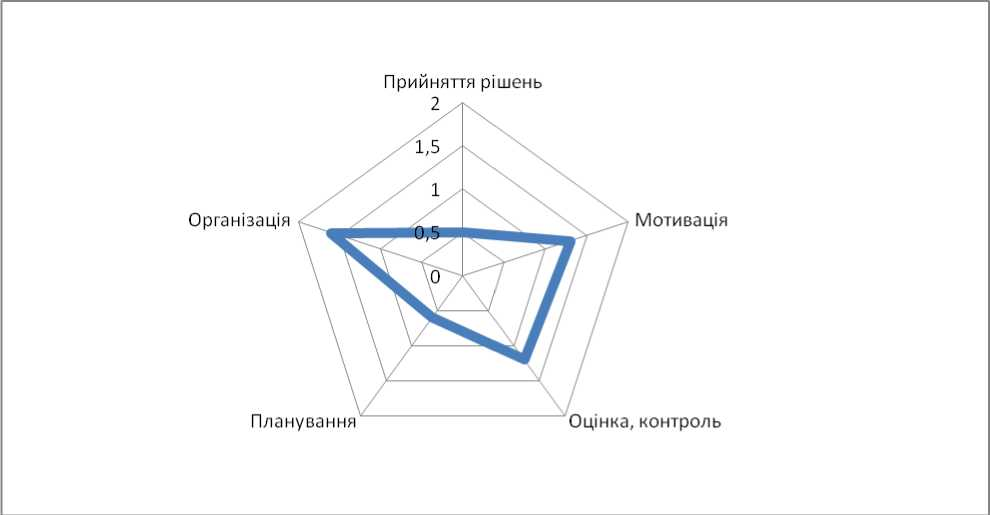 Прийняття рішень
2
1,5
1
0,5
0
Мотивація
Оцінка, контроль
Планування
Організація